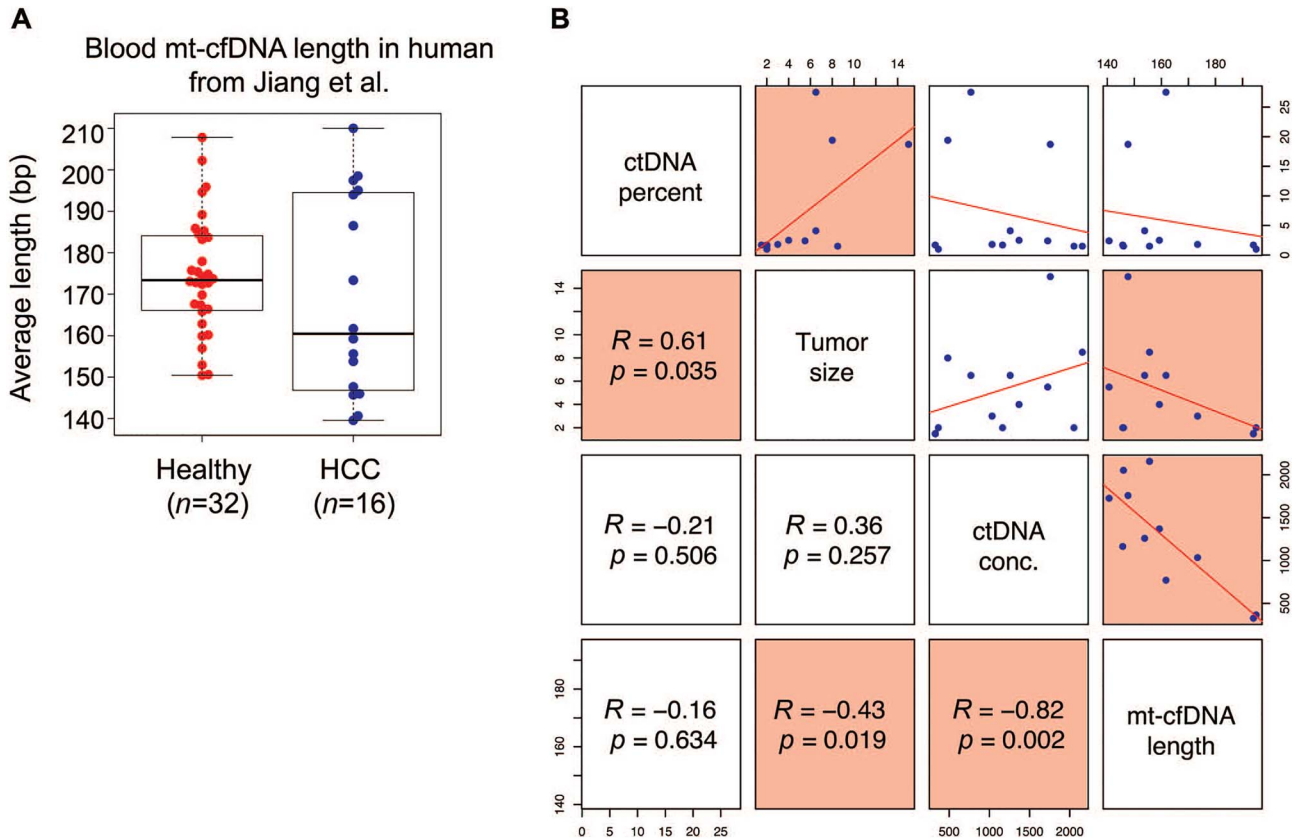 A
Blood mt-cfDNA length in human
from Jiang et al.
Average length (bp)
210
200
190
180
170
160
150
140
Healthy
(n=32)
HCC
(n=16)
B
2 4 6 8 14
140 160 180
ctDNA
percent
25
20
15
10
5
0
14
10
8
6
4
2
R = 0.61
p = 0.035
Tumor
size
R = −0.21
p = 0.506
R = 0.36
p = 0.257
ctDNA
conc.
2000
1500
1000
500
180
160
140
R = −0.16
p = 0.634
R = −0.43
p = 0.019
R = −0.82
p = 0.002
mt-cfDNA
length
0 5 10 15 20 25
500 1000 2000